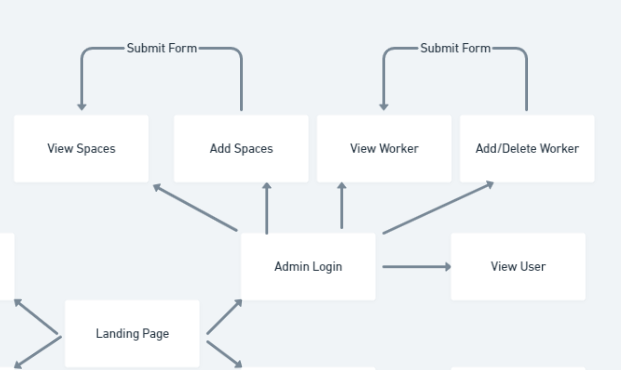 Submit Form
Submit Form
View Spaces
Add Spaces
View Worker
Add/Delete Worker
Admin Login
View User
Landing Page